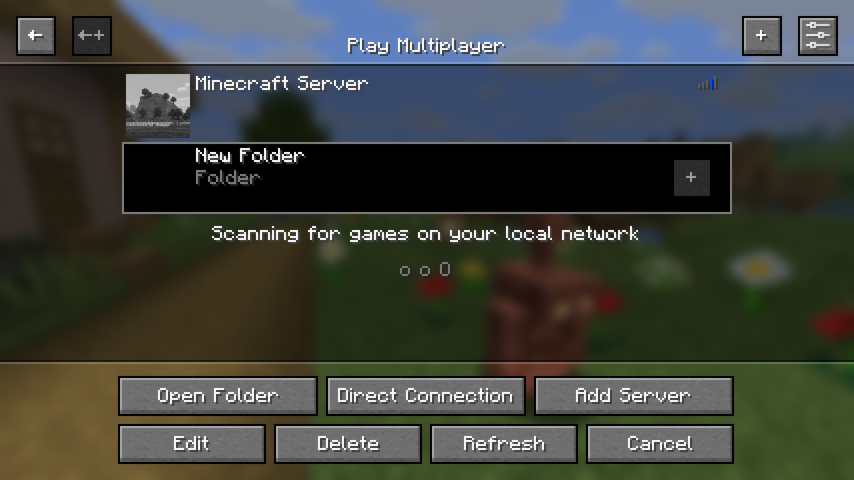 Play Multiplayer
Minecraft Server
New Folder
Folder
Scanning for games on your local network
o o O
Open Folder
Direct Connection
Add Server
Edit
Delete
Refresh
Cancel